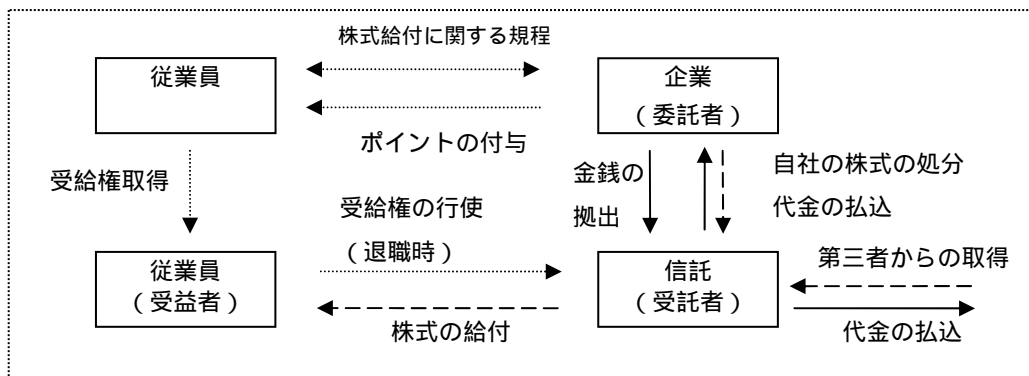 株式給付に関する規程
従業員
企業
（委託者）
ポイントの付与
受給権取得
金銭の
拠出
自社の株式の処分
代金の払込
受給権の行使
（退職時）
第三者からの取得
従業員
（受益者）
信託
（受託者）
株式の給付
代金の払込